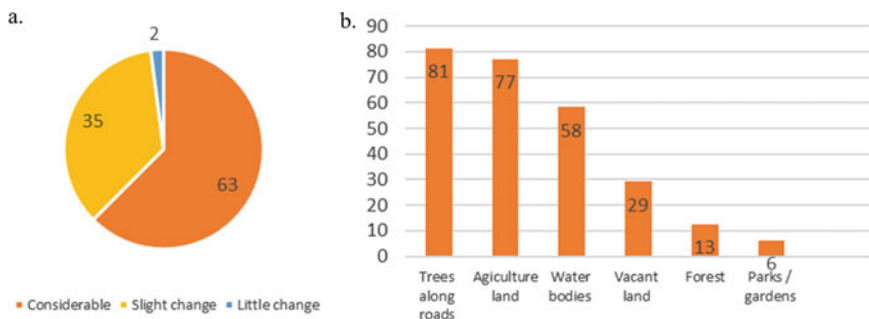 a.
2
35
63
Considerable Slight change Little change
b.
90
80
70
60
50
40
30
20
10
0
81
77
58
29
13
6
Trees along roads
Agiculture land
Water bodies
Vacant land
Forest
Parks / gardens